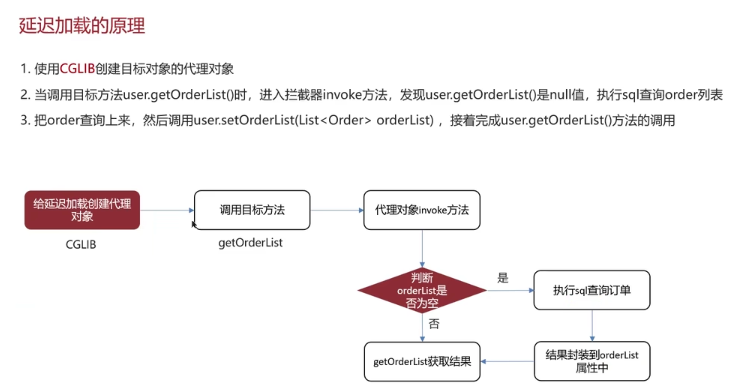 延迟加载的原理
1. 使用CGLIB创建目标对象的代理对象
2. 当调用目标方法user.getOrderList()时，进入拦截器invoke方法，发现user.getOrderList()是null值，执行sql查询order列表
3. 把order查询上来，然后调用user.setOrderList(List<Order> orderList) ，接着完成user.getOrderList()方法的调用
给延迟加载创建代理
对象
CGLIB
调用目标方法
getOrderList
代理对象invoke方法
判断
orderList是
否为空
是
执行sql查询订单
否
结果封装到orderList
属性中
getOrderList获取结果